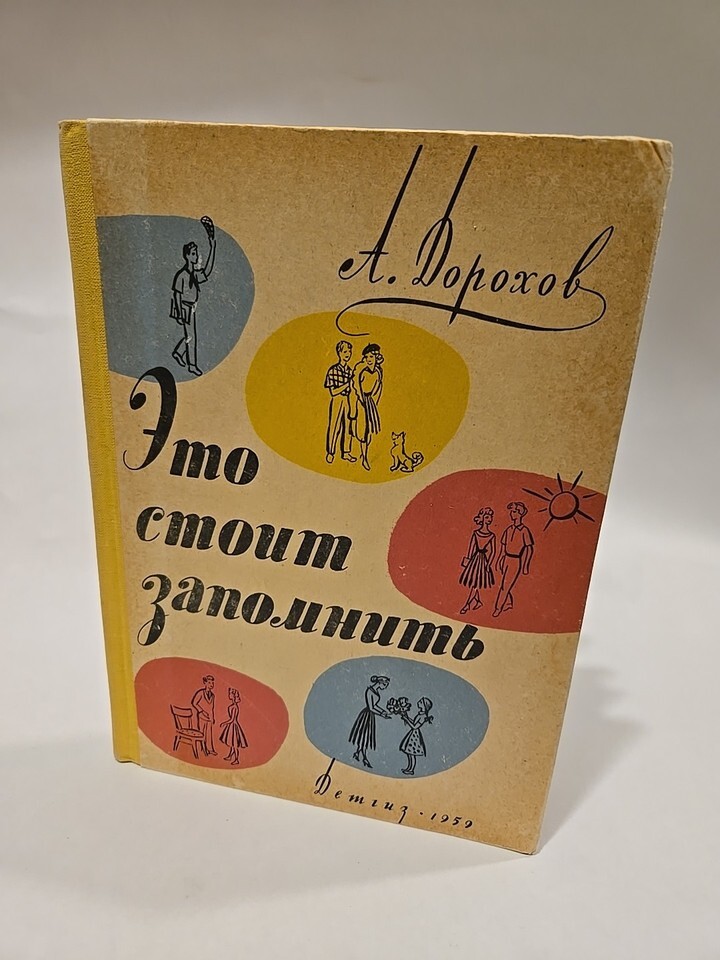 А. Дорохов
Это
стоит
запомнить
Детгиз · 1959